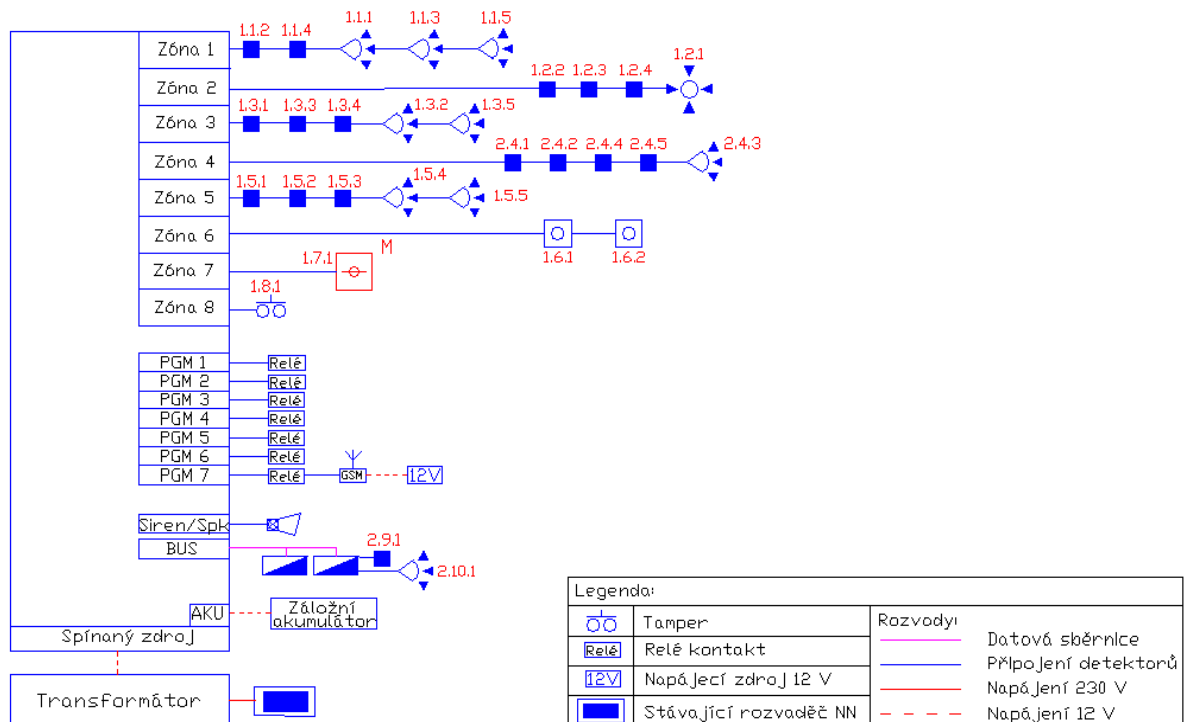 Zóna 1
1.1.2
1.1.4
1.1.1
1.1.3
1.1.5
Zóna 2
1.2.2
1.2.3
1.2.4
1.2.1
Zóna 3
1.3.1
1.3.3
1.3.4
1.3.2
1.3.5
Zóna 4
2.4.1
2.4.2
2.4.4
2.4.5
2.4.3
Zóna 5
1.5.1
1.5.2
1.5.3
1.5.4
1.5.5
Zóna 6
1.6.1
1.6.2
Zóna 7
1.7.1
M
Zóna 8
1.8.1
PGM 1
Relé
PGM 2
Relé
PGM 3
Relé
PGM 4
Relé
PGM 5
Relé
PGM 6
Relé
PGM 7
Relé
GSM
12V
Siren/Spk
BUS
2.9.1
2.10.1
AKU
Záložní
akumulátor
Spínaný zdroj
Transformátor
Legenda:
Tamper
Relé
Relé kontakt
12V
Napájecí zdroj 12 V
Stávající rozvaděč NN
Rozvody:
Datová sběrnice
Připojení detektorů
Napájení 230 V
Napájení 12 V